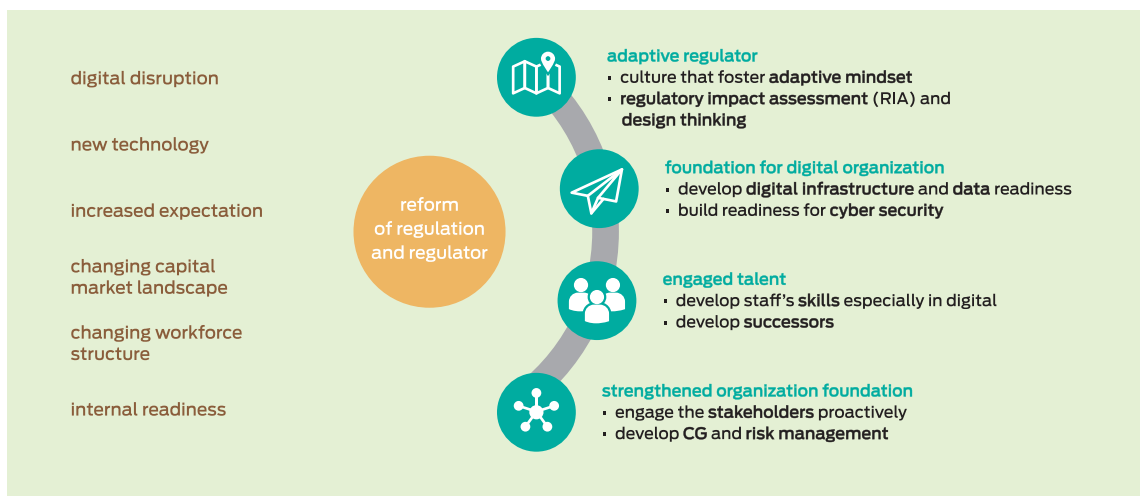 digital disruption
new technology
increased expectation
changing capital
market landscape
changing workforce
structure
internal readiness
reform
of regulation
and regulator
adaptive regulator
▪ culture that foster adaptive mindset
▪ regulatory impact assessment (RIA) and
design thinking
foundation for digital organization
▪ develop digital infrastructure and data readiness
▪ build readiness for cyber security
engaged talent
▪ develop staff's skills especially in digital
▪ develop successors
strengthened organization foundation
▪ engage the stakeholders proactively
▪ develop CG and risk management